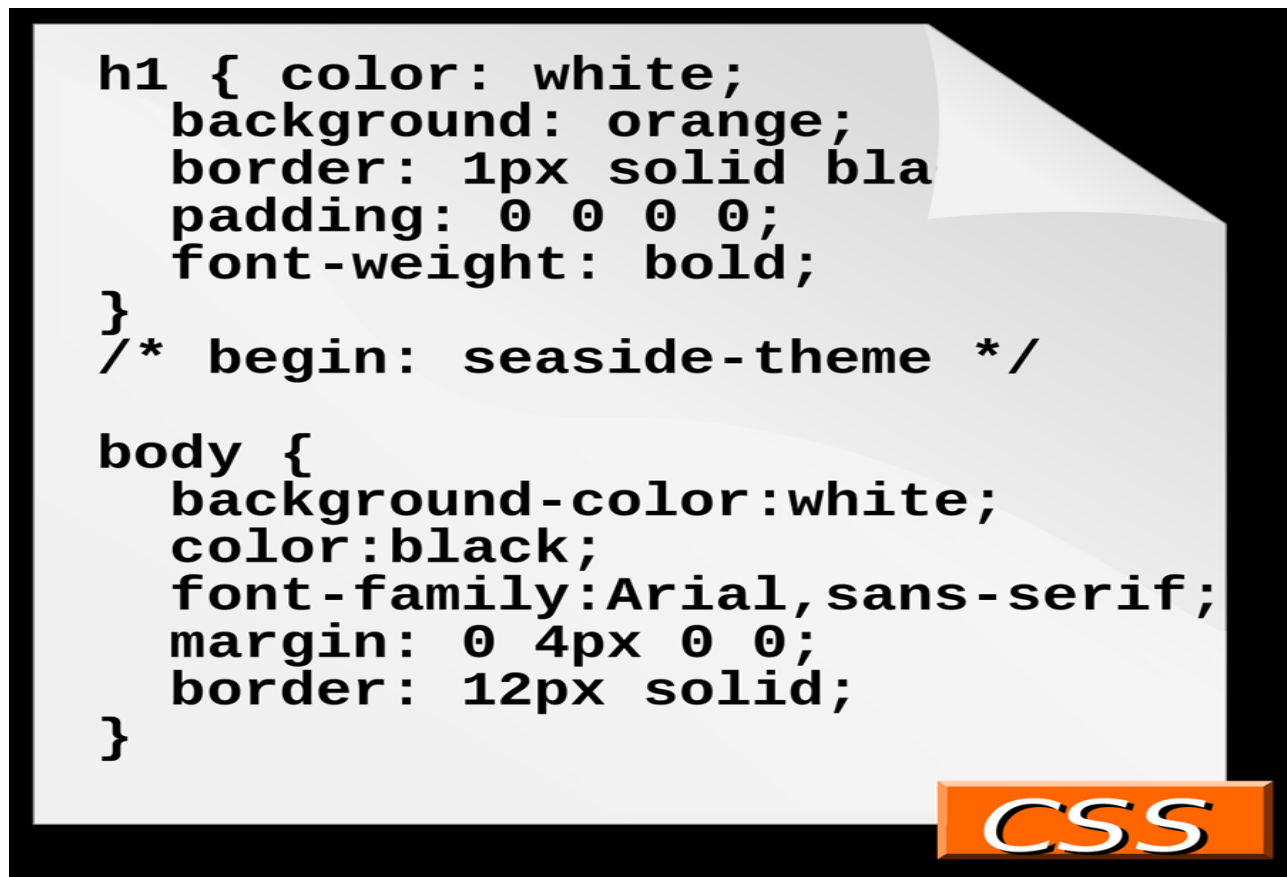 h1 { color: white;
   background: orange;
   border: 1px solid
   padding: 0 0 0 0;
   font-weight: bold;
}
/* begin: seaside-theme */

body {
   background-color:white;
   color:black;
   font-family:Arial,sans-serif;
   margin: 0 4px 0 0;
   border: 12px solid;
}
CSS